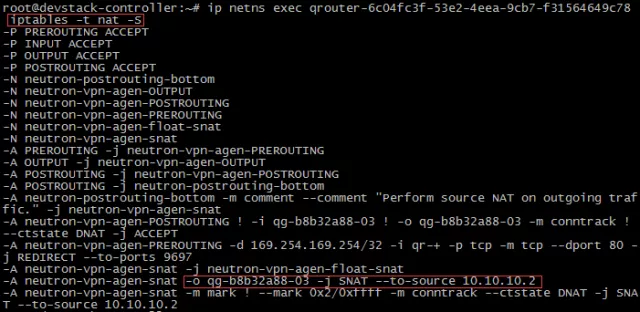 root@devstack-controller:~# ip netns exec qrouter-6c04fc3f-53e2-4eea-9cb7-f31564649c78
iptables -t nat -S
-P PREROUTING ACCEPT
-P INPUT ACCEPT
-P OUTPUT ACCEPT
-P POSTROUTING ACCEPT
-N neutron-postrouting-bottom
-N neutron-vpn-agen-OUTPUT
-N neutron-vpn-agen-POSTROUTING
-N neutron-vpn-agen-PREROUTING
-N neutron-vpn-agen-float-snat
-N neutron-vpn-agen-snat
-A PREROUTING -j neutron-vpn-agen-PREROUTING
-A OUTPUT -j neutron-vpn-agen-OUTPUT
-A POSTROUTING -j neutron-vpn-agen-POSTROUTING
-A POSTROUTING -j neutron-postrouting-bottom
-A neutron-postrouting-bottom -m comment --comment "Perform source NAT on outgoing traf
fic." -j neutron-vpn-agen-snat
-A neutron-vpn-agen-POSTROUTING ! -i qg-b8b32a88-03 ! -o qg-b8b32a88-03 -m conntrack !
--ctstate DNAT -j ACCEPT
-A neutron-vpn-agen-PREROUTING -d 169.254.169.254/32 -i qr-+ -p tcp -m tcp --dport 80 -
j REDIRECT --to-ports 9697
-A neutron-vpn-agen-snat -j neutron-vpn-agen-float-snat
-A neutron-vpn-agen-snat -o qg-b8b32a88-03 -j SNAT --to-source 10.10.10.2
-A neutron-vpn-agen-snat -m mark ! --mark 0x2/0xffff -m conntrack --ctstate DNAT -j SNA
T --to-source 10.10.10.2